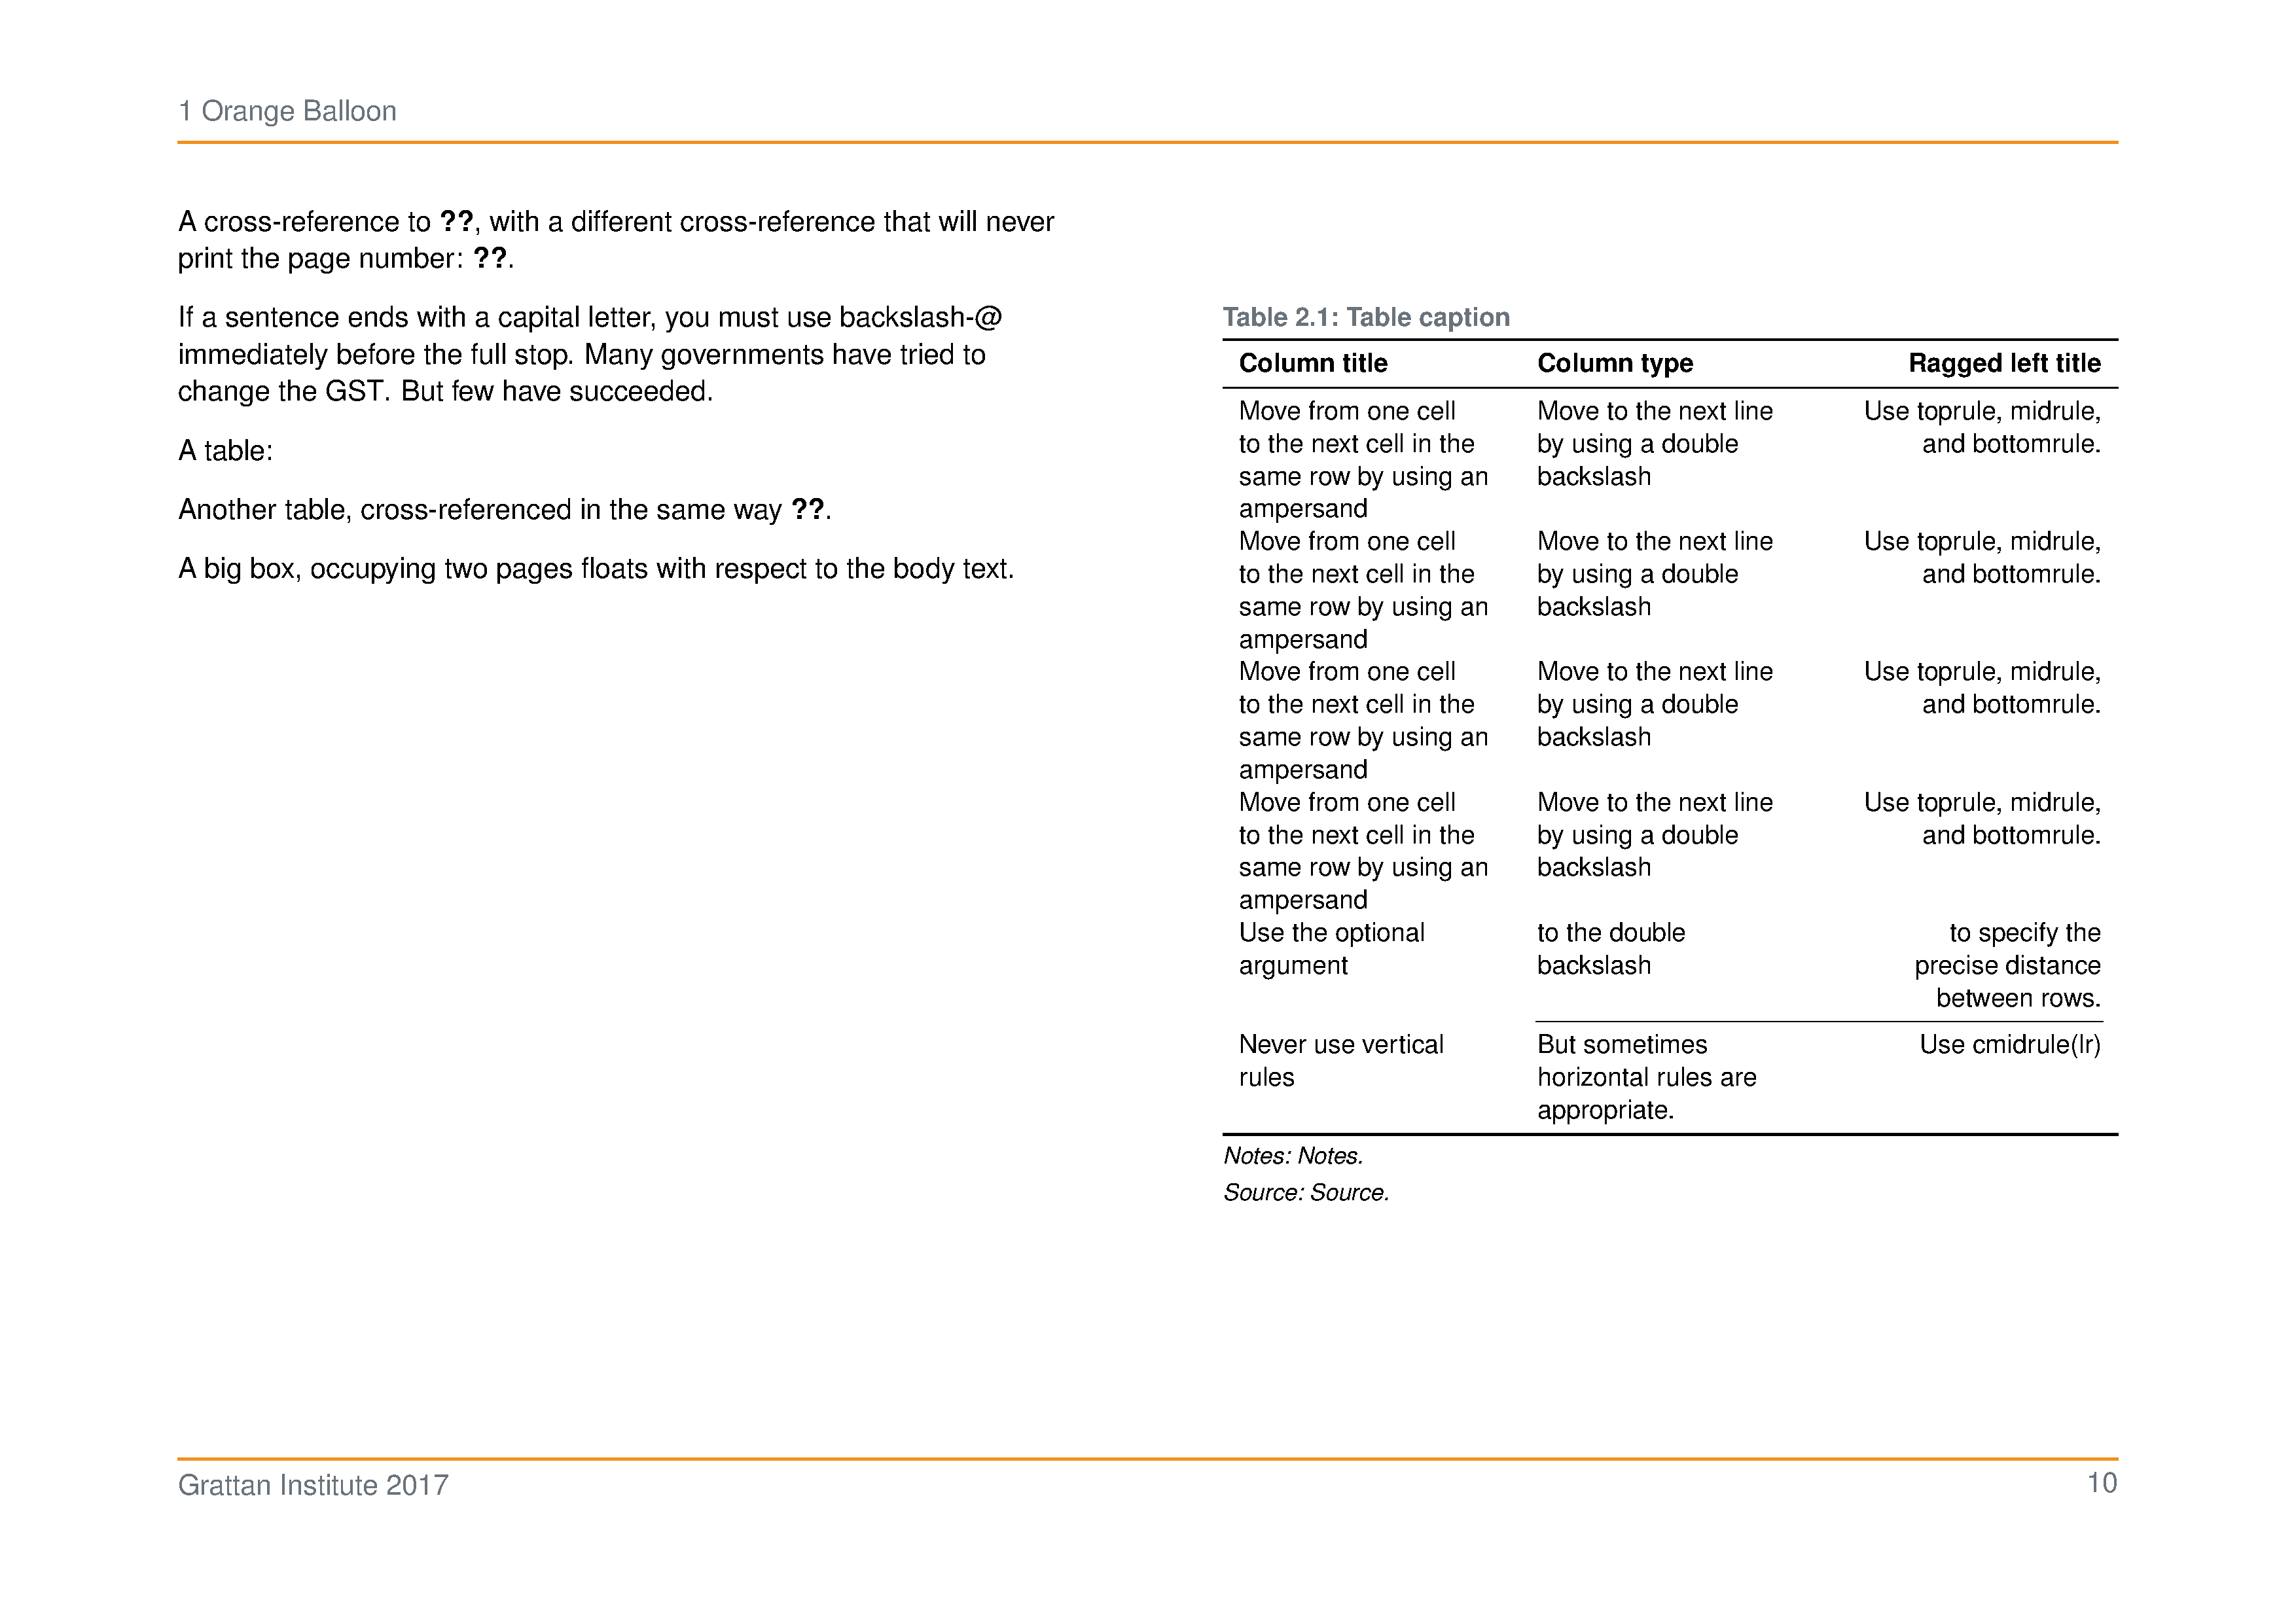 1 Orange Balloon
A cross-reference to ??, with a different cross-reference that will never
print the page number: ??.
If a sentence ends with a capital letter, you must use backslash-@
immediately before the full stop. Many governments have tried to
change the GST. But few have succeeded.
A table:
Another table, cross-referenced in the same way ??.
A big box, occupying two pages floats with respect to the body text.
Table 2.1: Table caption
Column title Column type Ragged left title
Move from one cell Move to the next line Use toprule, midrule,
to the next cell in the by using a double and bottomrule.
same row by using an backslash
ampersand
Move from one cell Move to the next line Use toprule, midrule,
to the next cell in the by using a double and bottomrule.
same row by using an backslash
ampersand
Move from one cell Move to the next line Use toprule, midrule,
to the next cell in the by using a double and bottomrule.
same row by using an backslash
ampersand
Move from one cell Move to the next line Use toprule, midrule,
to the next cell in the by using a double and bottomrule.
same row by using an backslash
ampersand
Use the optional to the double to specify the
argument backslash precise distance
between rows.
Never use vertical But sometimes Use cmidrule(lr)
rules horizontal rules are
appropriate.
Notes: Notes.
Source: Source.
Grattan Institute 2017 10